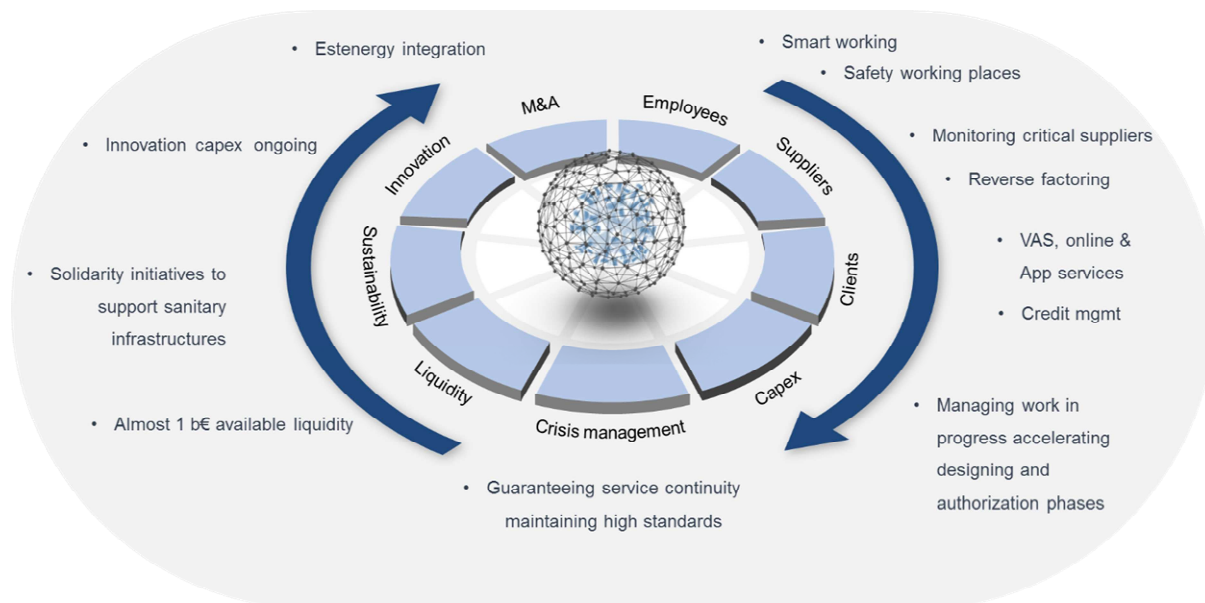 • Estenergy integration
• Smart working
• Safety working places
M&A
Employees
• Innovation capex ongoing
Innovation
Suppliers
• Monitoring critical suppliers
• Reverse factoring
Sustainability
Clients
• VAS, online &
App services
• Credit mgmt
• Solidarity initiatives to
support sanitary
infrastructures
Liquidity
Capex
• Almost 1 b€ available liquidity
Crisis management
• Managing work in
progress accelerating
designing and
authorization phases
• Guaranteeing service continuity
maintaining high standards